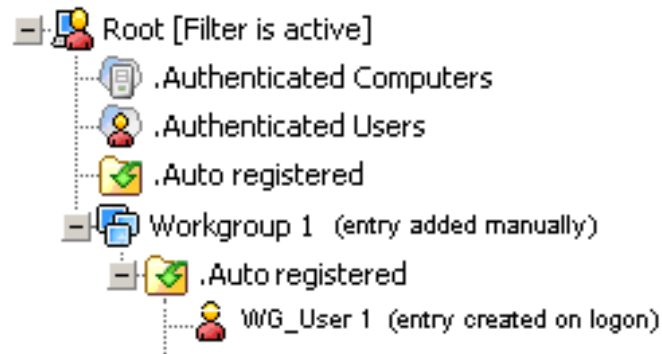 Root [Filter is active]
.Authenticated Computers
.Authenticated Users
.Auto registered
Workgroup 1 (entry added manually)
.Auto registered
WG_User 1 (entry created on logon)